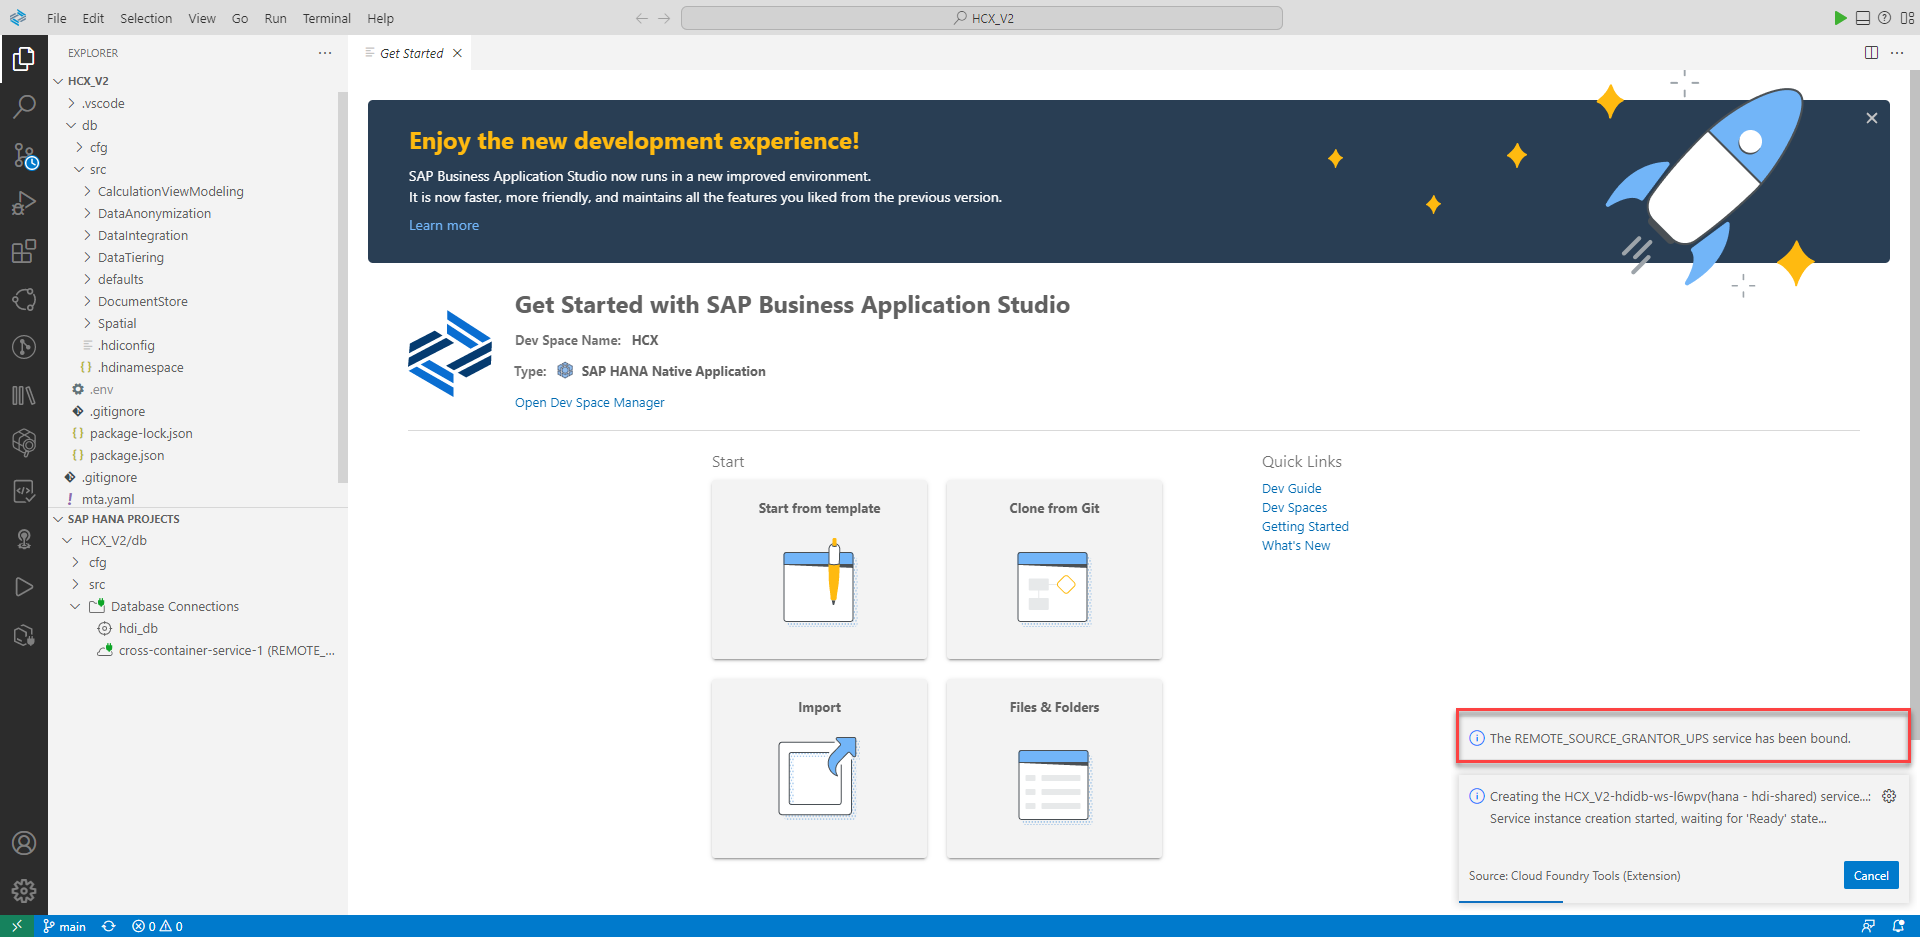 File Edit Selection View Go Run Terminal Help
HCX_V2
EXPLORER
HCX_V2
.vscode
db
cfg
src
CalculationViewModeling
DataAnonymization
DataIntegration
DataTiering
defaults
DocumentStore
Spatial
.hdiconfig
{} .hdinamespace
.env
.gitignore
{} package-lock.json
{} package.json
.gitignore
! mta.yaml
SAP HANA PROJECTS
HCX_V2/db
cfg
src
Database Connections
hdi_db
cross-container-service-1 (REMOTE_...
Get Started
Enjoy the new development experience!
SAP Business Application Studio now runs in a new improved environment.
It is now faster, more friendly, and maintains all the features you liked from the previous version.
Learn more
Get Started with SAP Business Application Studio
Dev Space Name: HCX
Type: SAP HANA Native Application
Open Dev Space Manager
Start
Start from template
Clone from Git
Import
Files & Folders
Quick Links
Dev Guide
Dev Spaces
Getting Started
What's New
The REMOTE_SOURCE_GRANTOR_UPS service has been bound.
Creating the HCX_V2-hdidb-ws-l6wpv(hana - hdi-shared) service...:
Service instance creation started, waiting for 'Ready' state...
Source: Cloud Foundry Tools (Extension)
Cancel
main 0 0